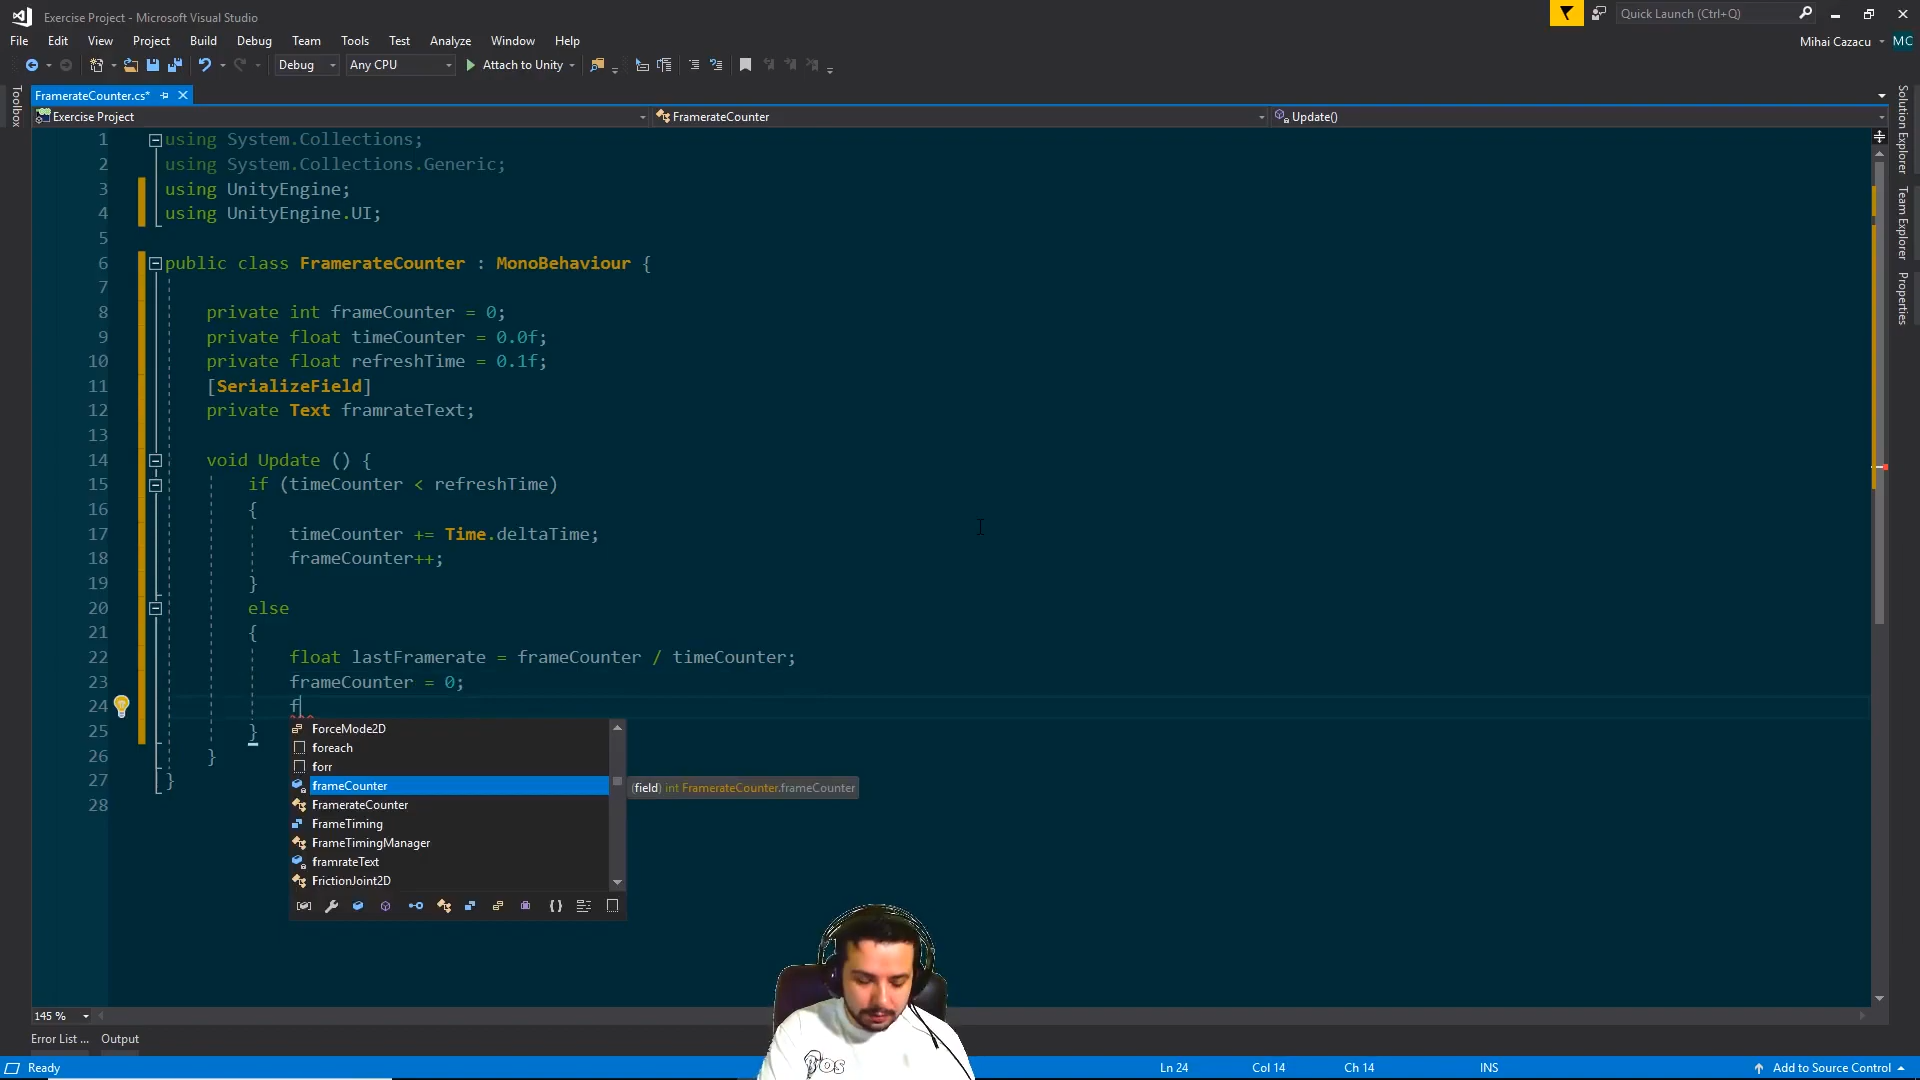 Exercise Project - Microsoft Visual Studio
Quick Launch (Ctrl+Q)
File Edit View Project Build Debug Team Tools Test Analyze Window Help
Mihai Cazacu MC
Debug Any CPU Attach to Unity
Toolbox
FramerateCounter.cs*
Exercise Project FramerateCounter Update()
Solution Explorer
Team Explorer
Properties
1 using System.Collections;
2 using System.Collections.Generic;
3 using UnityEngine;
4 using UnityEngine.UI;
5
6 public class FramerateCounter : MonoBehaviour {
7
8 private int frameCounter = 0;
9 private float timeCounter = 0.0f;
10 private float refreshTime = 0.1f;
11 [SerializeField]
12 private Text framrateText;
13
14 void Update () {
15 if (timeCounter < refreshTime)
16 {
17 timeCounter += Time.deltaTime;
18 frameCounter++;
19 }
20 else
21 {
22 float lastFramerate = frameCounter / timeCounter;
23 frameCounter = 0;
24 f
25 }
26 }
27 }
28
ForceMode2D
foreach
forr
frameCounter
(field) int FramerateCounter.frameCounter
FramerateCounter
FrameTiming
FrameTimingManager
framrateText
FrictionJoint2D
145 %
Error List ... Output
Ready Ln 24 Col 14 Ch 14 INS Add to Source Control